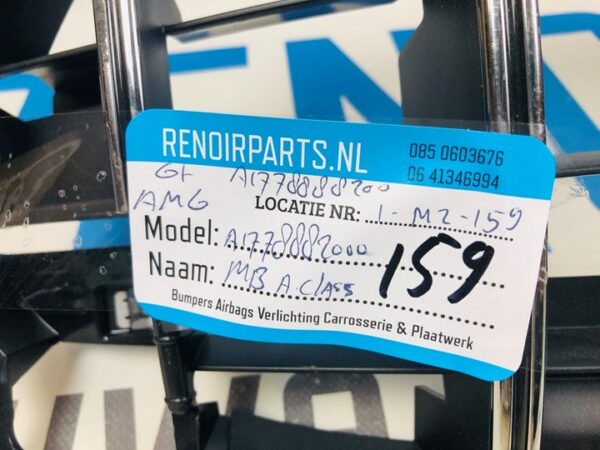 RENOIRPARTS.NL
085 0603676
06 41346994
GT A1778888200
AMG
LOCATIE NR: 1-M2-159
Model: A1778882000
Naam: MB A.Class
159
Bumpers Airbags Verlichting Carrosserie & Plaatwerk